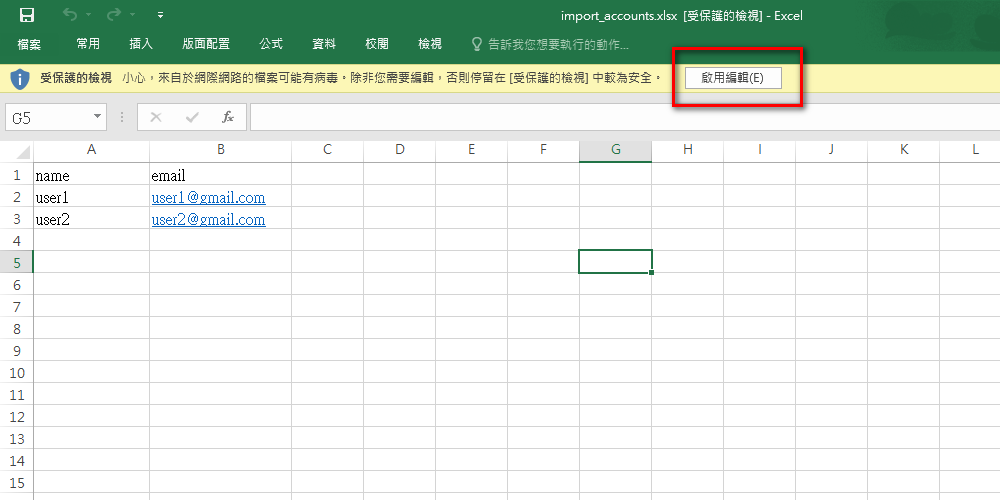 import_accounts.xlsx [受保護的檢視] - Excel
檔案 常用 插入 版面配置 公式 資料 校閱 檢視 告訴我您想要執行的動作...
受保護的檢視 小心，來自於網際網路的檔案可能有病毒。除非您需要編輯，否則停留在 [受保護的檢視] 中較為安全。 啟用編輯(E)
G5 fx
A B C D E F G H I J K L
1 name email
2 user1 user1@gmail.com
3 user2 user2@gmail.com
4
5
6
7
8
9
10
11
12
13
14
15